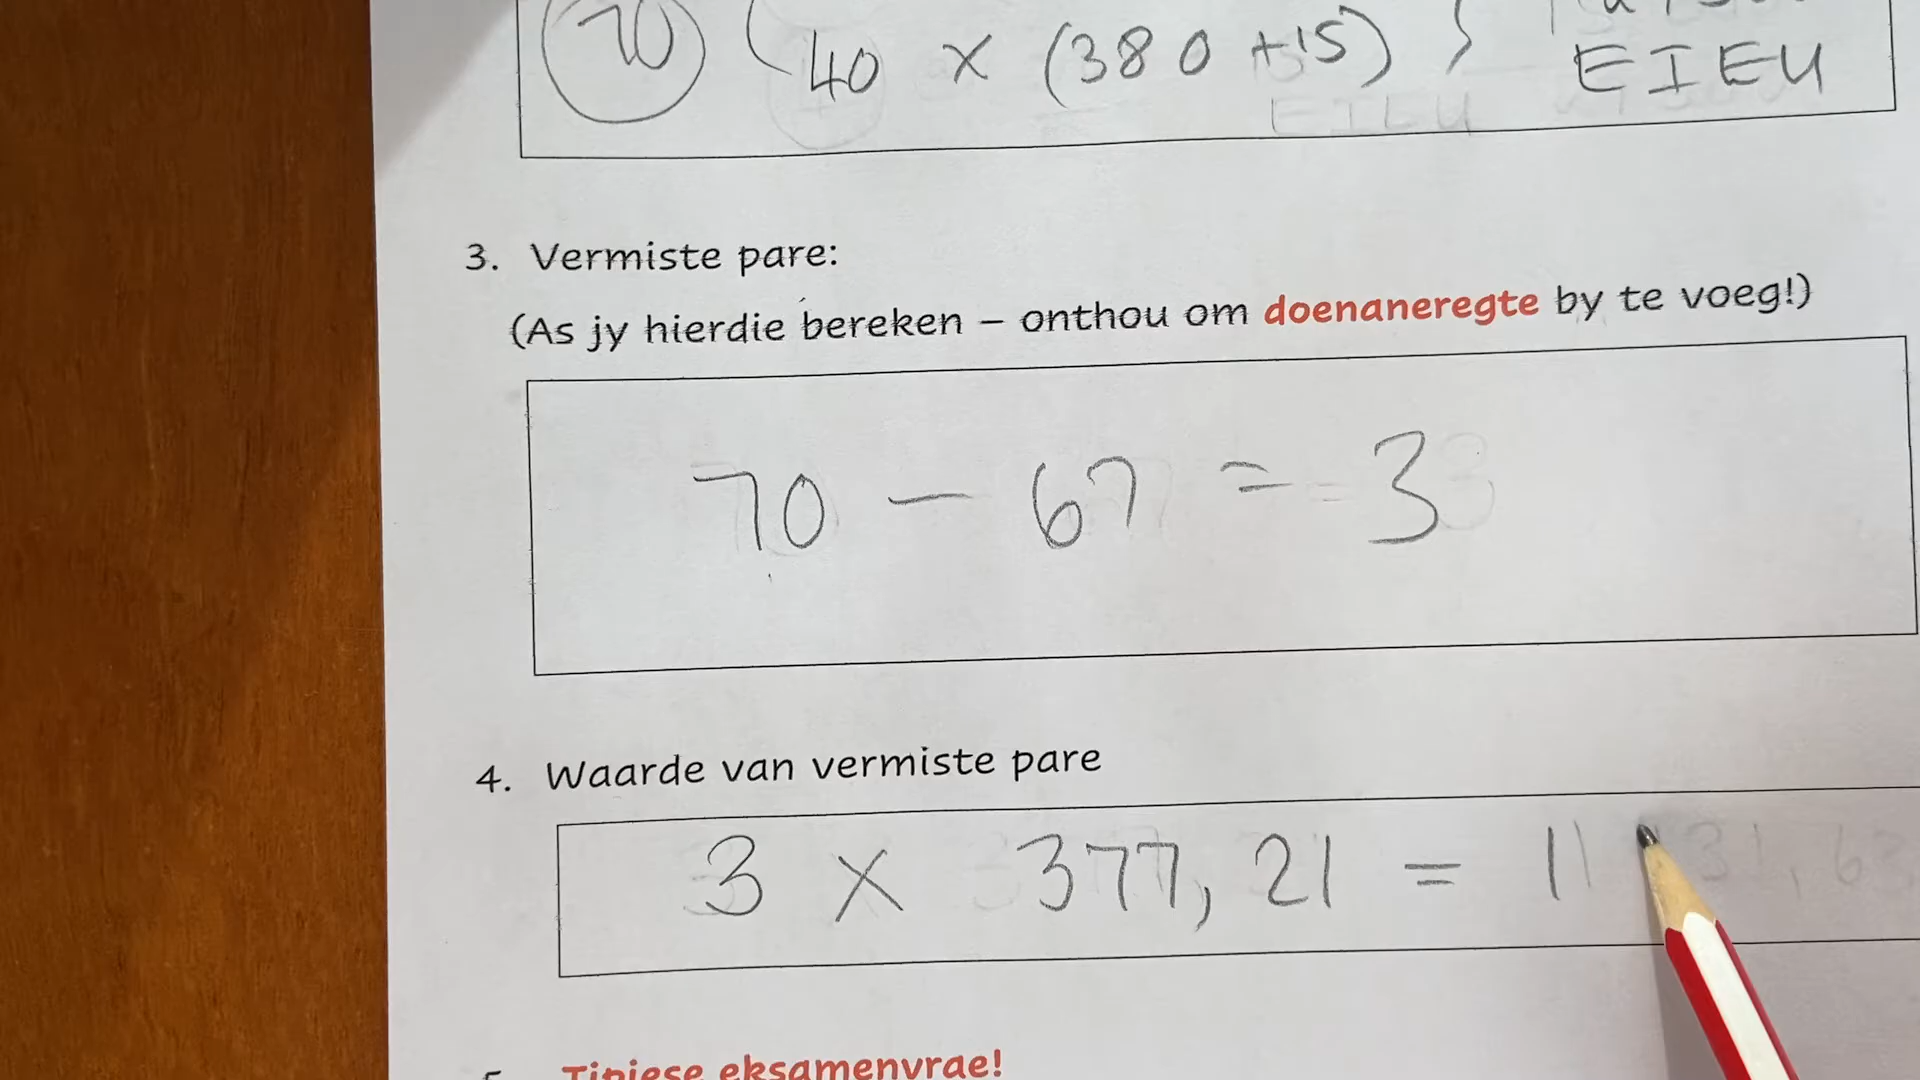 70 40 × (380 + 15) } EIEU
3. Vermiste pare:
(As jy hierdie bereken – onthou om doenaneregte by te voeg!)
70 − 67 = 3
4. Waarde van vermiste pare
3 × 377,21 = 1
Tipiese eksamenvrae!